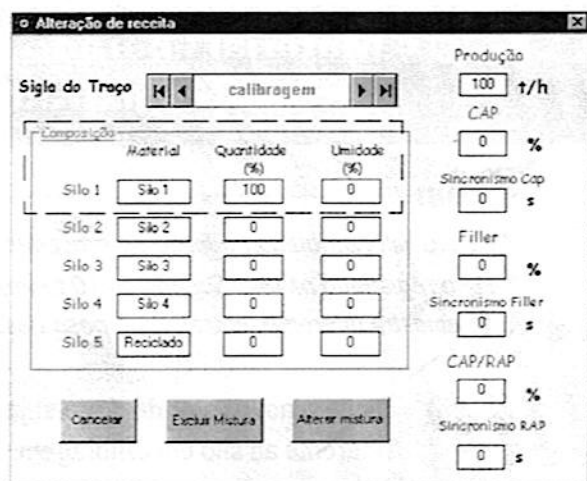 Alteração de receita
Sigla do Traço
calibragem
Composição
Material Quantidade (%) Umidade (%)
Silo 1 Silo 1 100 0
Silo 2 Silo 2 0 0
Silo 3 Silo 3 0 0
Silo 4 Silo 4 0 0
Silo 5 Reciclado 0 0
Cancelar Exclui Mistura Alterar mistura
Produção
100 t/h
CAP
0 %
Sincronismo Cap
0 s
Filler
0 %
Sincronismo Filler
0 s
CAP/RAP
0 %
Sincronismo RAP
0 s